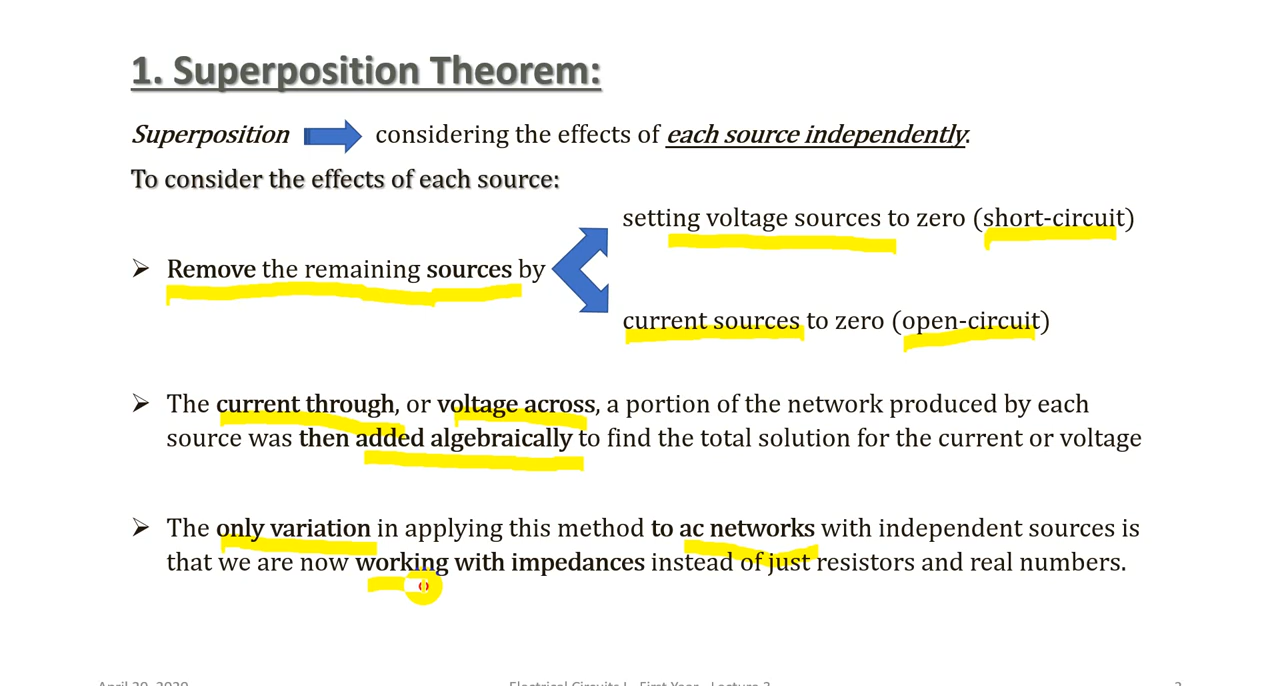 1. Superposition Theorem:
Superposition considering the effects of each source independently.
To consider the effects of each source:
setting voltage sources to zero (short-circuit)
➢ Remove the remaining sources by
current sources to zero (open-circuit)
➢ The current through, or voltage across, a portion of the network produced by each
source was then added algebraically to find the total solution for the current or voltage
➢ The only variation in applying this method to ac networks with independent sources is
that we are now working with impedances instead of just resistors and real numbers.